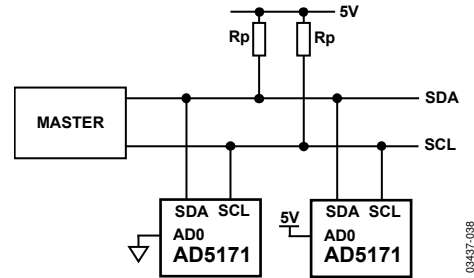 5V
Rp Rp
SDA
MASTER
SCL
SDA SCL
AD0
AD5171
5V
SDA SCL
AD0
AD5171
03437-038